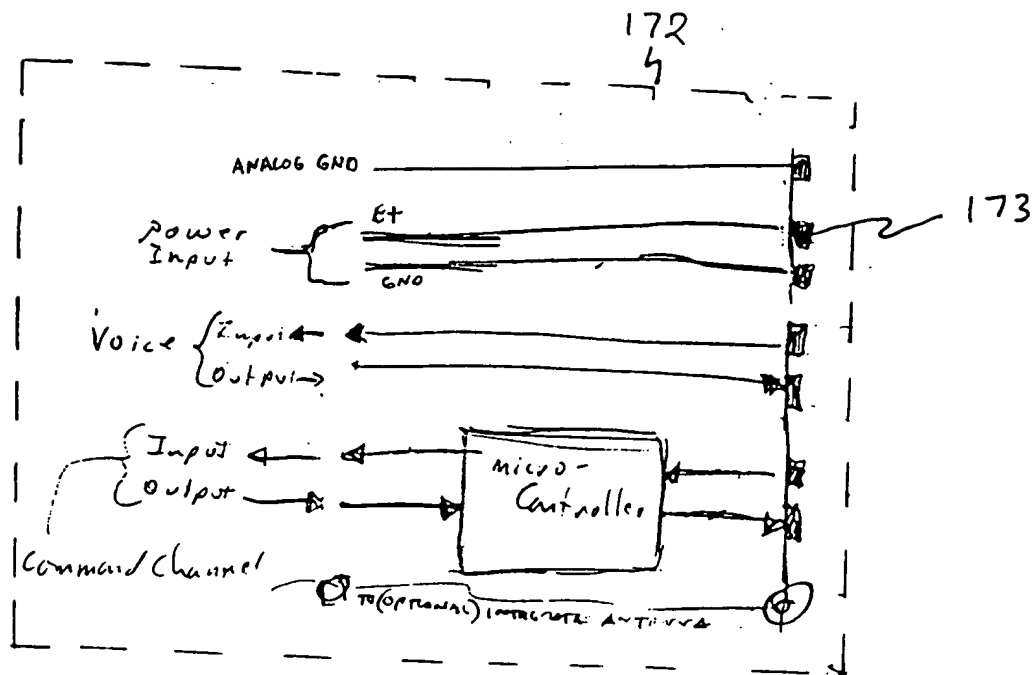 172
ANALOG GND
173
Power
Input
E+
GND
Voice
Input
Output
Input
Output
Micro-
Controller
Command Channel
TO (OPTIONAL) INTEGRATE ANTENNA